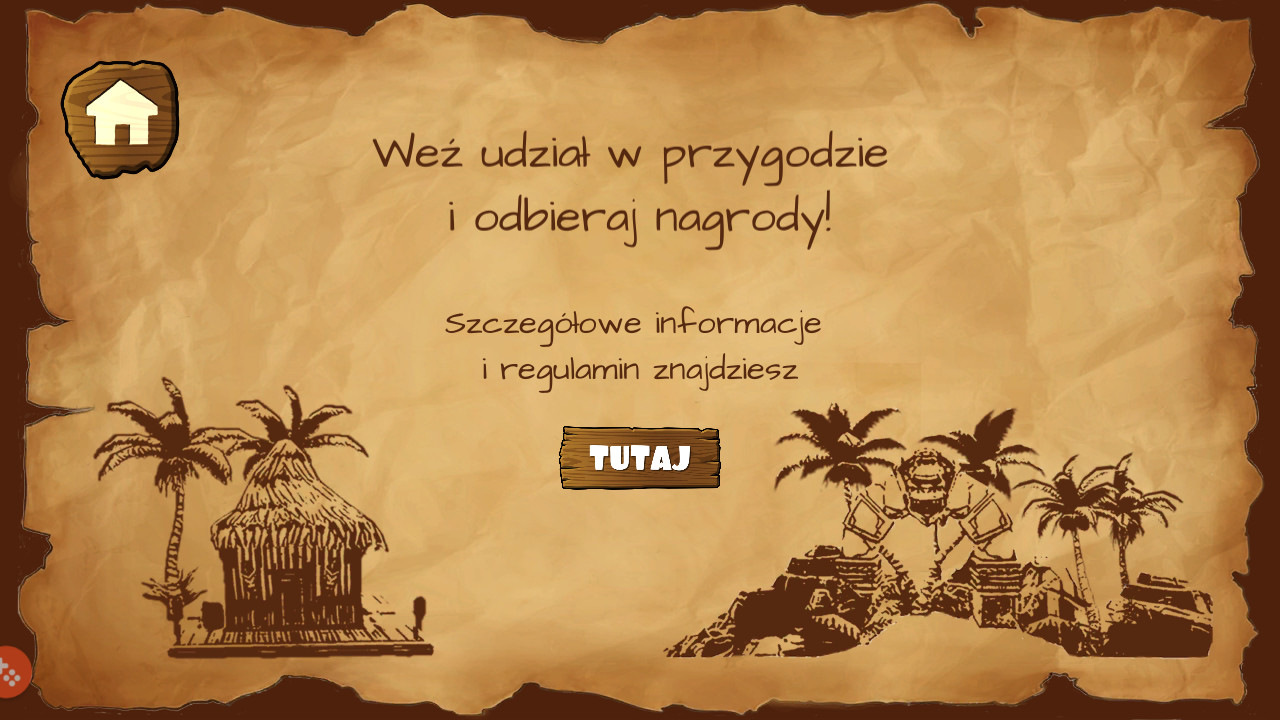 Weź udział w przygodzie
i odbieraj nagrody!
Szczegółowe informacje
i regulamin znajdziesz
TUTAJ